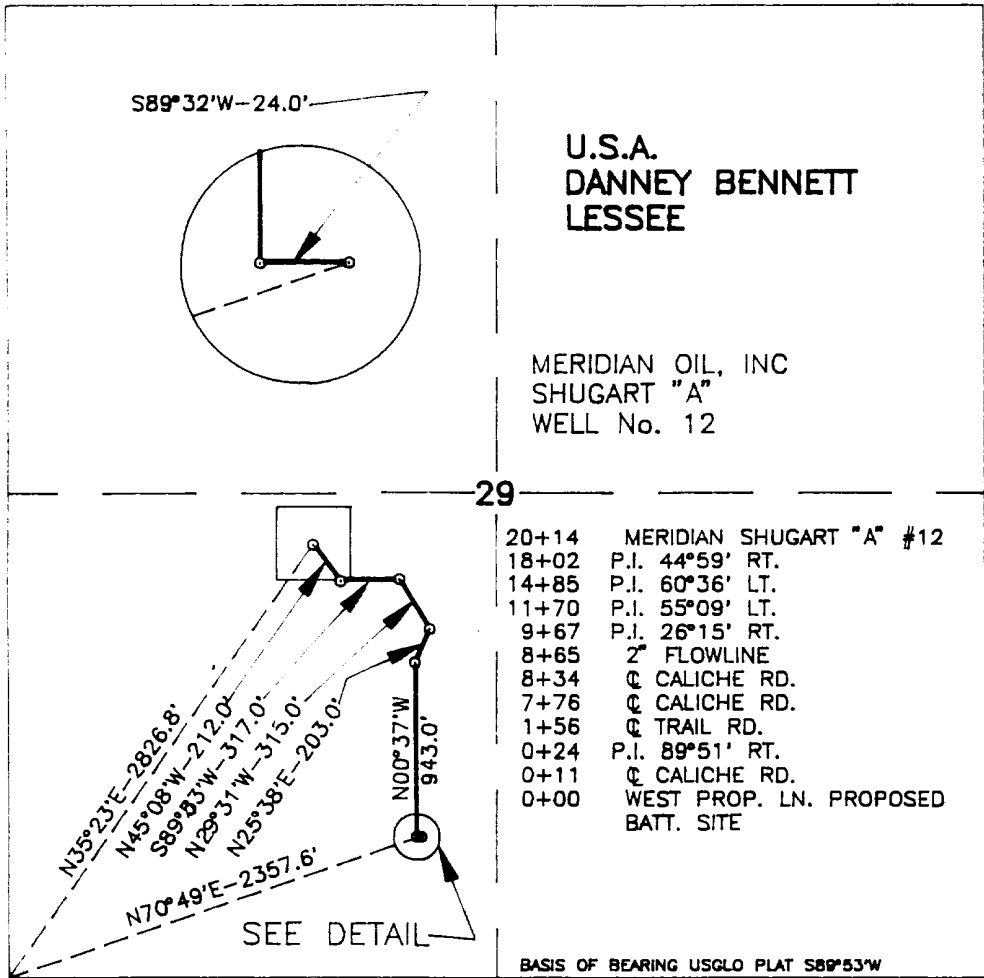 S89°32'W-24.0'
U.S.A.
DANNEY BENNETT
LESSEE
MERIDIAN OIL, INC
SHUGART "A"
WELL No. 12
29
20+14 MERIDIAN SHUGART "A" #12
18+02 P.I. 44°59' RT.
14+85 P.I. 60°36' LT.
11+70 P.I. 55°09' LT.
9+67 P.I. 26°15' RT.
8+65 2" FLOWLINE
8+34 ℄ CALICHE RD.
7+76 ℄ CALICHE RD.
1+56 ℄ TRAIL RD.
0+24 P.I. 89°51' RT.
0+11 ℄ CALICHE RD.
0+00 WEST PROP. LN. PROPOSED
BATT. SITE
N35°23'E-2826.8'
N45°08'W-212.0'
S89°53'W-317.0'
N29°31'W-315.0'
N25°38'E-203.0'
N00°37'W
943.0'
N70°49'E-2357.6'
SEE DETAIL
BASIS OF BEARING USGLO PLAT S89°53'W